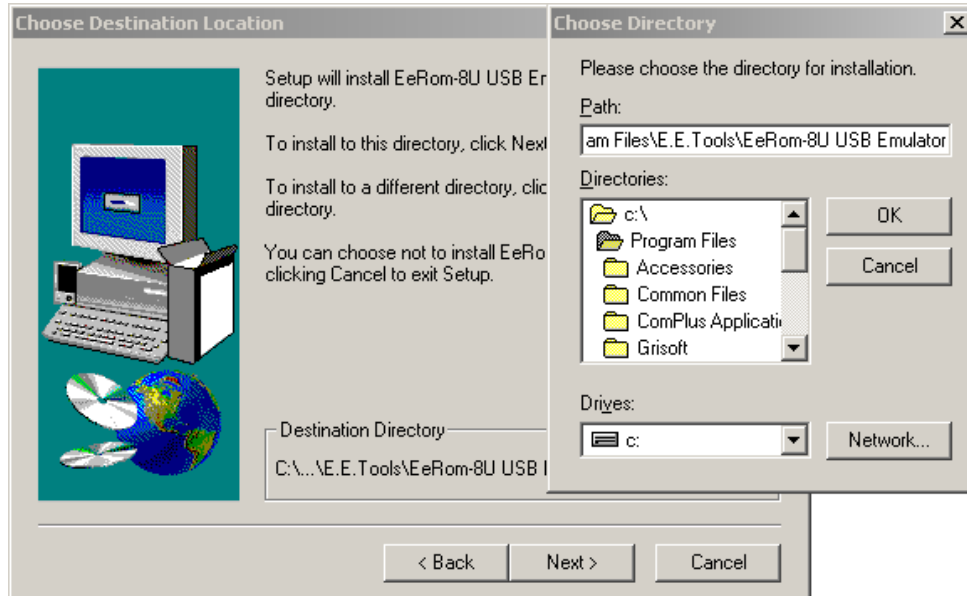 Choose Destination Location
Setup will install EeRom-8U USB Er
directory.
To install to this directory, click Next
To install to a different directory, clic
directory.
You can choose not to install EeRo
clicking Cancel to exit Setup.
Destination Directory
C:\...\E.E.Tools\EeRom-8U USB
< Back
Next >
Cancel
Choose Directory
Please choose the directory for installation.
Path:
am Files\E.E.Tools\EeRom-8U USB Emulator
Directories:
c:\
Program Files
Accessories
Common Files
ComPlus Applicati
Grisoft
OK
Cancel
Drives:
c:
Network...